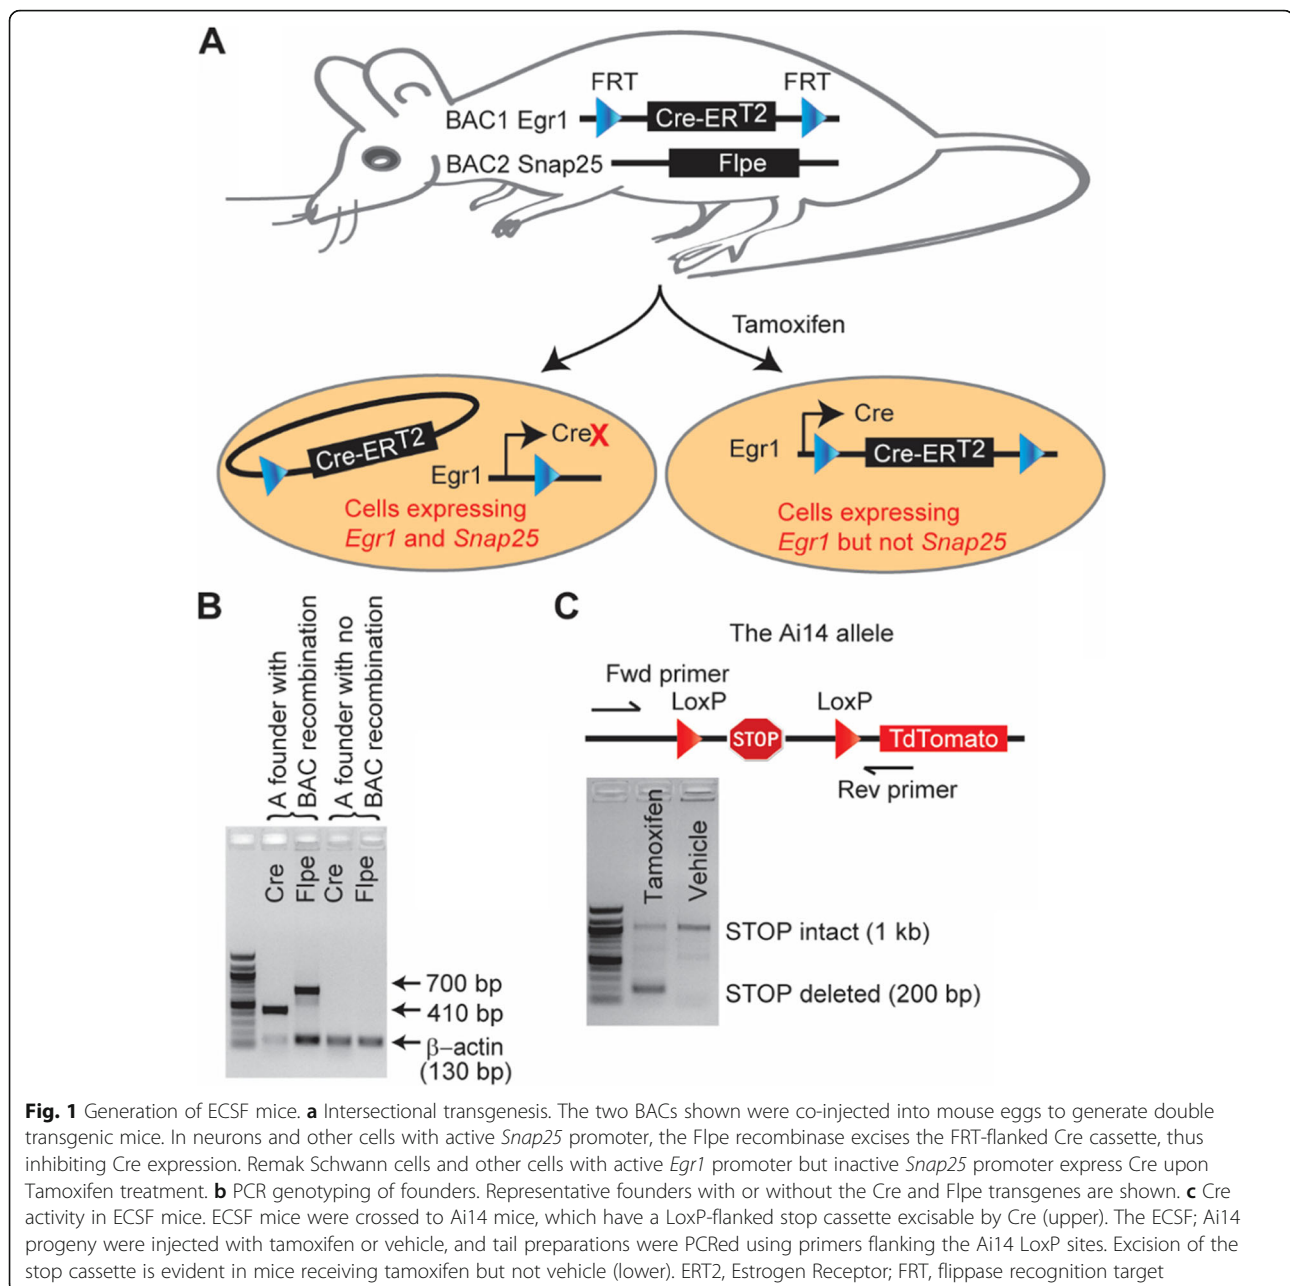 A
FRT
FRT
BAC1 Egr1
Cre-ERT2
BAC2 Snap25
Flpe
Tamoxifen
Cre-ERT2
CreX
Egr1
Cells expressing
Egr1 and Snap25
Cre
Egr1
Cre-ERT2
Cells expressing
Egr1 but not Snap25
B
A founder with
BAC recombination
A founder with no
BAC recombination
Cre
Flpe
Cre
Flpe
700 bp
410 bp
β–actin
(130 bp)
C
The Ai14 allele
Fwd primer
LoxP
LoxP
STOP
TdTomato
Rev primer
Tamoxifen
Vehicle
STOP intact (1 kb)
STOP deleted (200 bp)
Fig. 1 Generation of ECSF mice. a Intersectional transgenesis. The two BACs shown were co-injected into mouse eggs to generate double
transgenic mice. In neurons and other cells with active Snap25 promoter, the Flpe recombinase excises the FRT-flanked Cre cassette, thus
inhibiting Cre expression. Remak Schwann cells and other cells with active Egr1 promoter but inactive Snap25 promoter express Cre upon
Tamoxifen treatment. b PCR genotyping of founders. Representative founders with or without the Cre and Flpe transgenes are shown. c Cre
activity in ECSF mice. ECSF mice were crossed to Ai14 mice, which have a LoxP-flanked stop cassette excisable by Cre (upper). The ECSF; Ai14
progeny were injected with tamoxifen or vehicle, and tail preparations were PCRed using primers flanking the Ai14 LoxP sites. Excision of the
stop cassette is evident in mice receiving tamoxifen but not vehicle (lower). ERT2, Estrogen Receptor; FRT, flippase recognition target